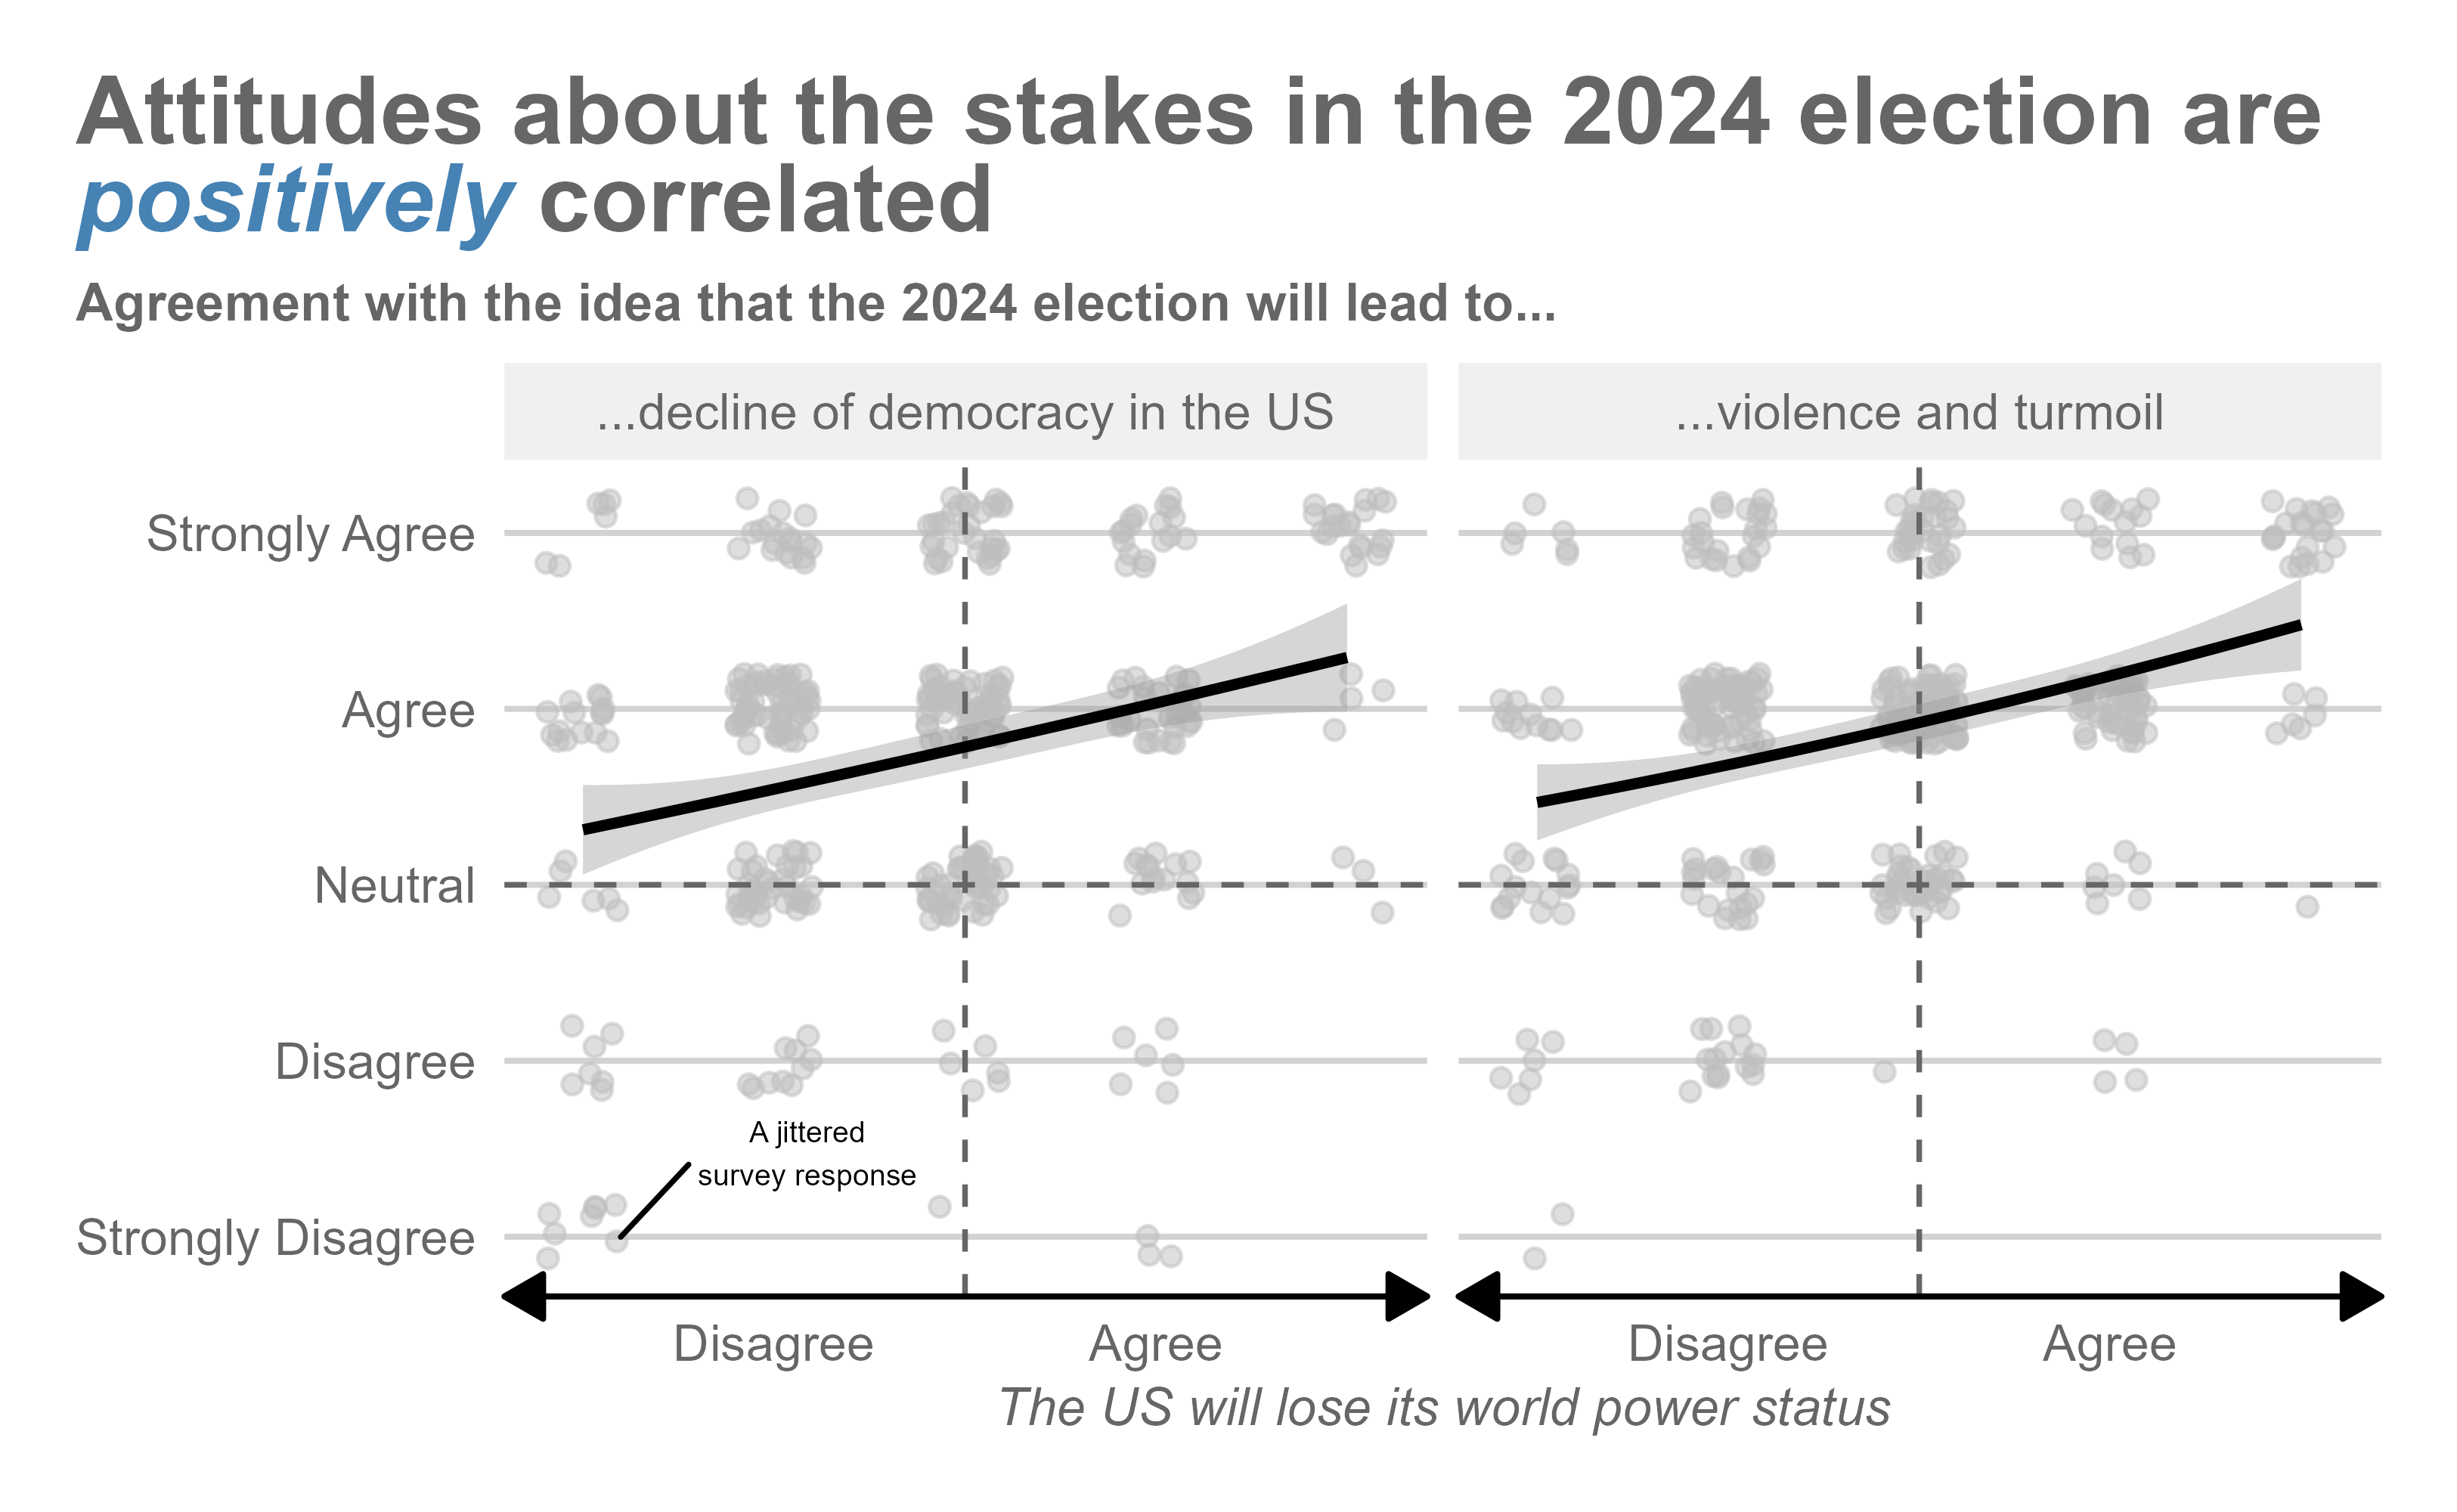 Attitudes about the stakes in the 2024 election are
positively correlated
Agreement with the idea that the 2024 election will lead to...
...decline of democracy in the US
...violence and turmoil
Strongly Agree
Agree
Neutral
Disagree
Strongly Disagree
A jittered
survey response
Disagree
Agree
Disagree
Agree
The US will lose its world power status